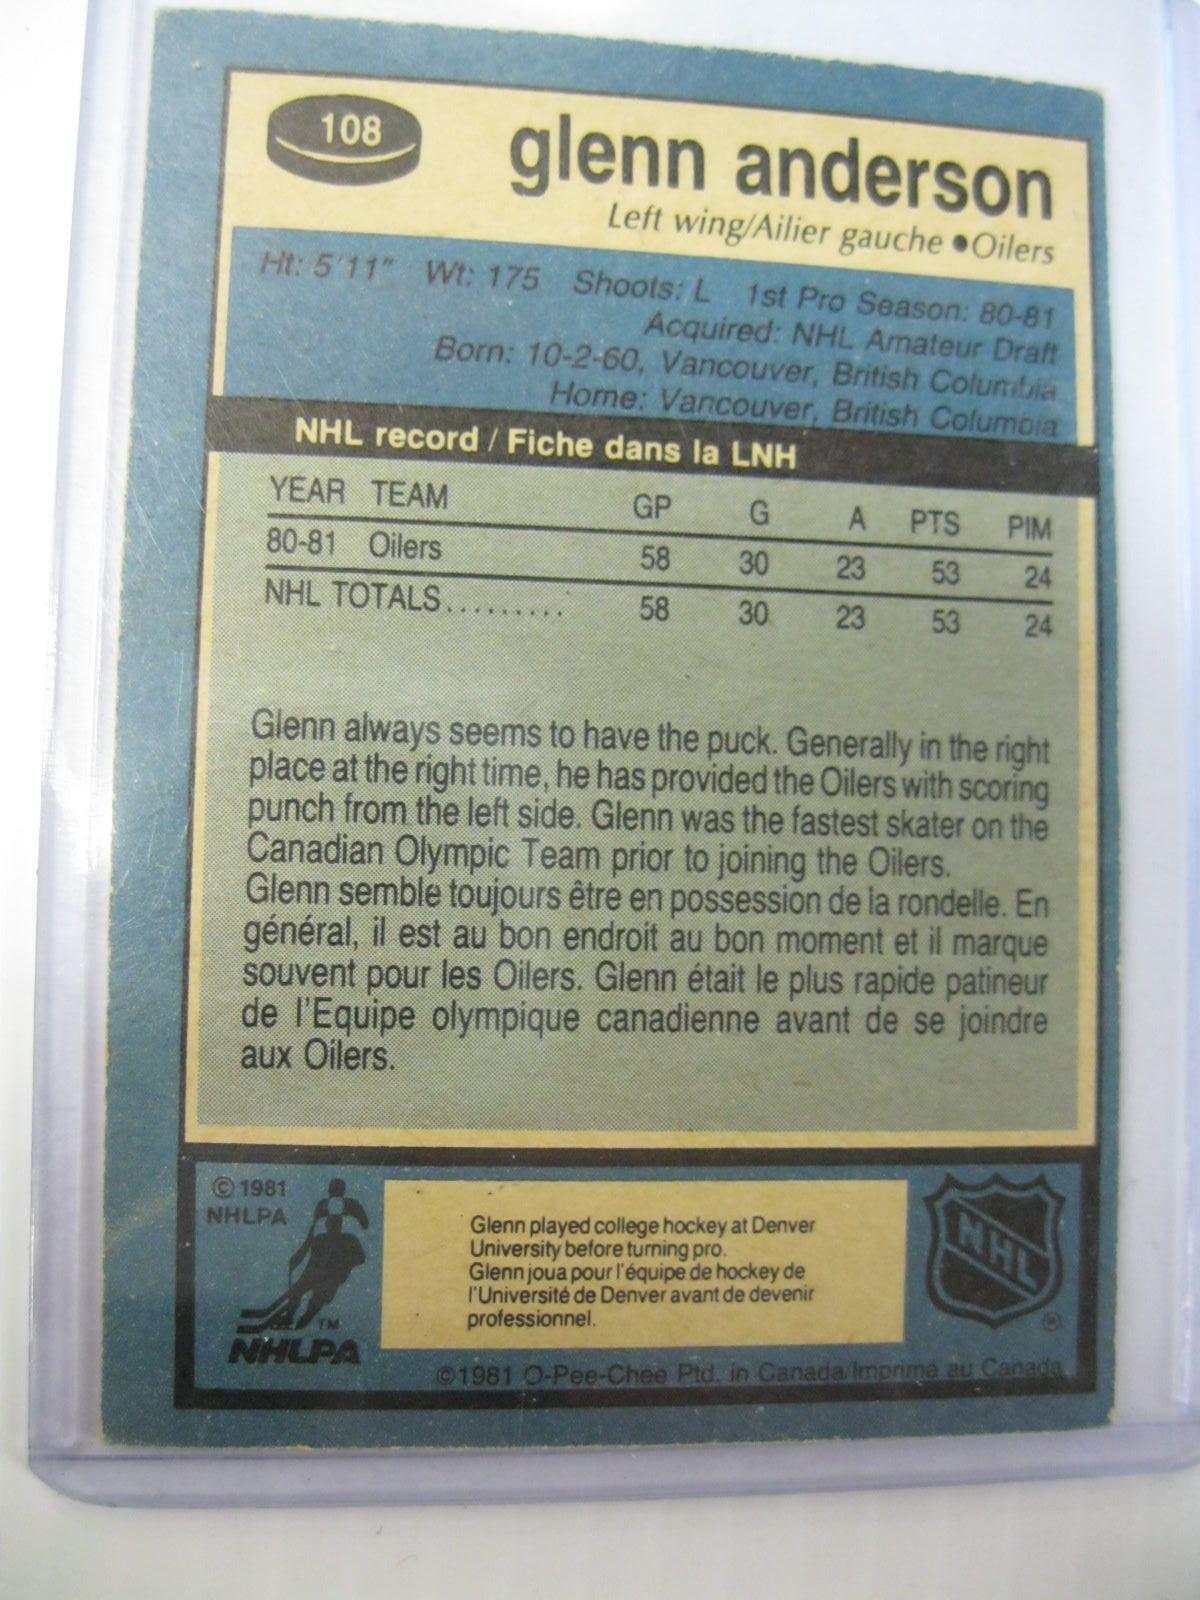 108
glenn anderson
Left wing/Ailier gauche •Oilers
Ht: 5'11" Wt: 175 Shoots: L 1st Pro Season: 80-81
Acquired: NHL Amateur Draft
Born: 10-2-60, Vancouver, British Columbia
Home: Vancouver, British Columbia
NHL record / Fiche dans la LNH
YEAR TEAM GP G A PTS PIM
80-81 Oilers 58 30 23 53 24
NHL TOTALS......... 58 30 23 53 24
Glenn always seems to have the puck. Generally in the right
place at the right time, he has provided the Oilers with scoring
punch from the left side. Glenn was the fastest skater on the
Canadian Olympic Team prior to joining the Oilers.
Glenn semble toujours être en possession de la rondelle. En
général, il est au bon endroit au bon moment et il marque
souvent pour les Oilers. Glenn était le plus rapide patineur
de l'Equipe olympique canadienne avant de se joindre
aux Oilers.
© 1981
NHLPA
TM
NHLPA
Glenn played college hockey at Denver
University before turning pro.
Glenn joua pour l'équipe de hockey de
l'Université de Denver avant de devenir
professionnel.
NHL
®
©1981 O-Pee-Chee Ptd. in Canada/Imprimé au Canada